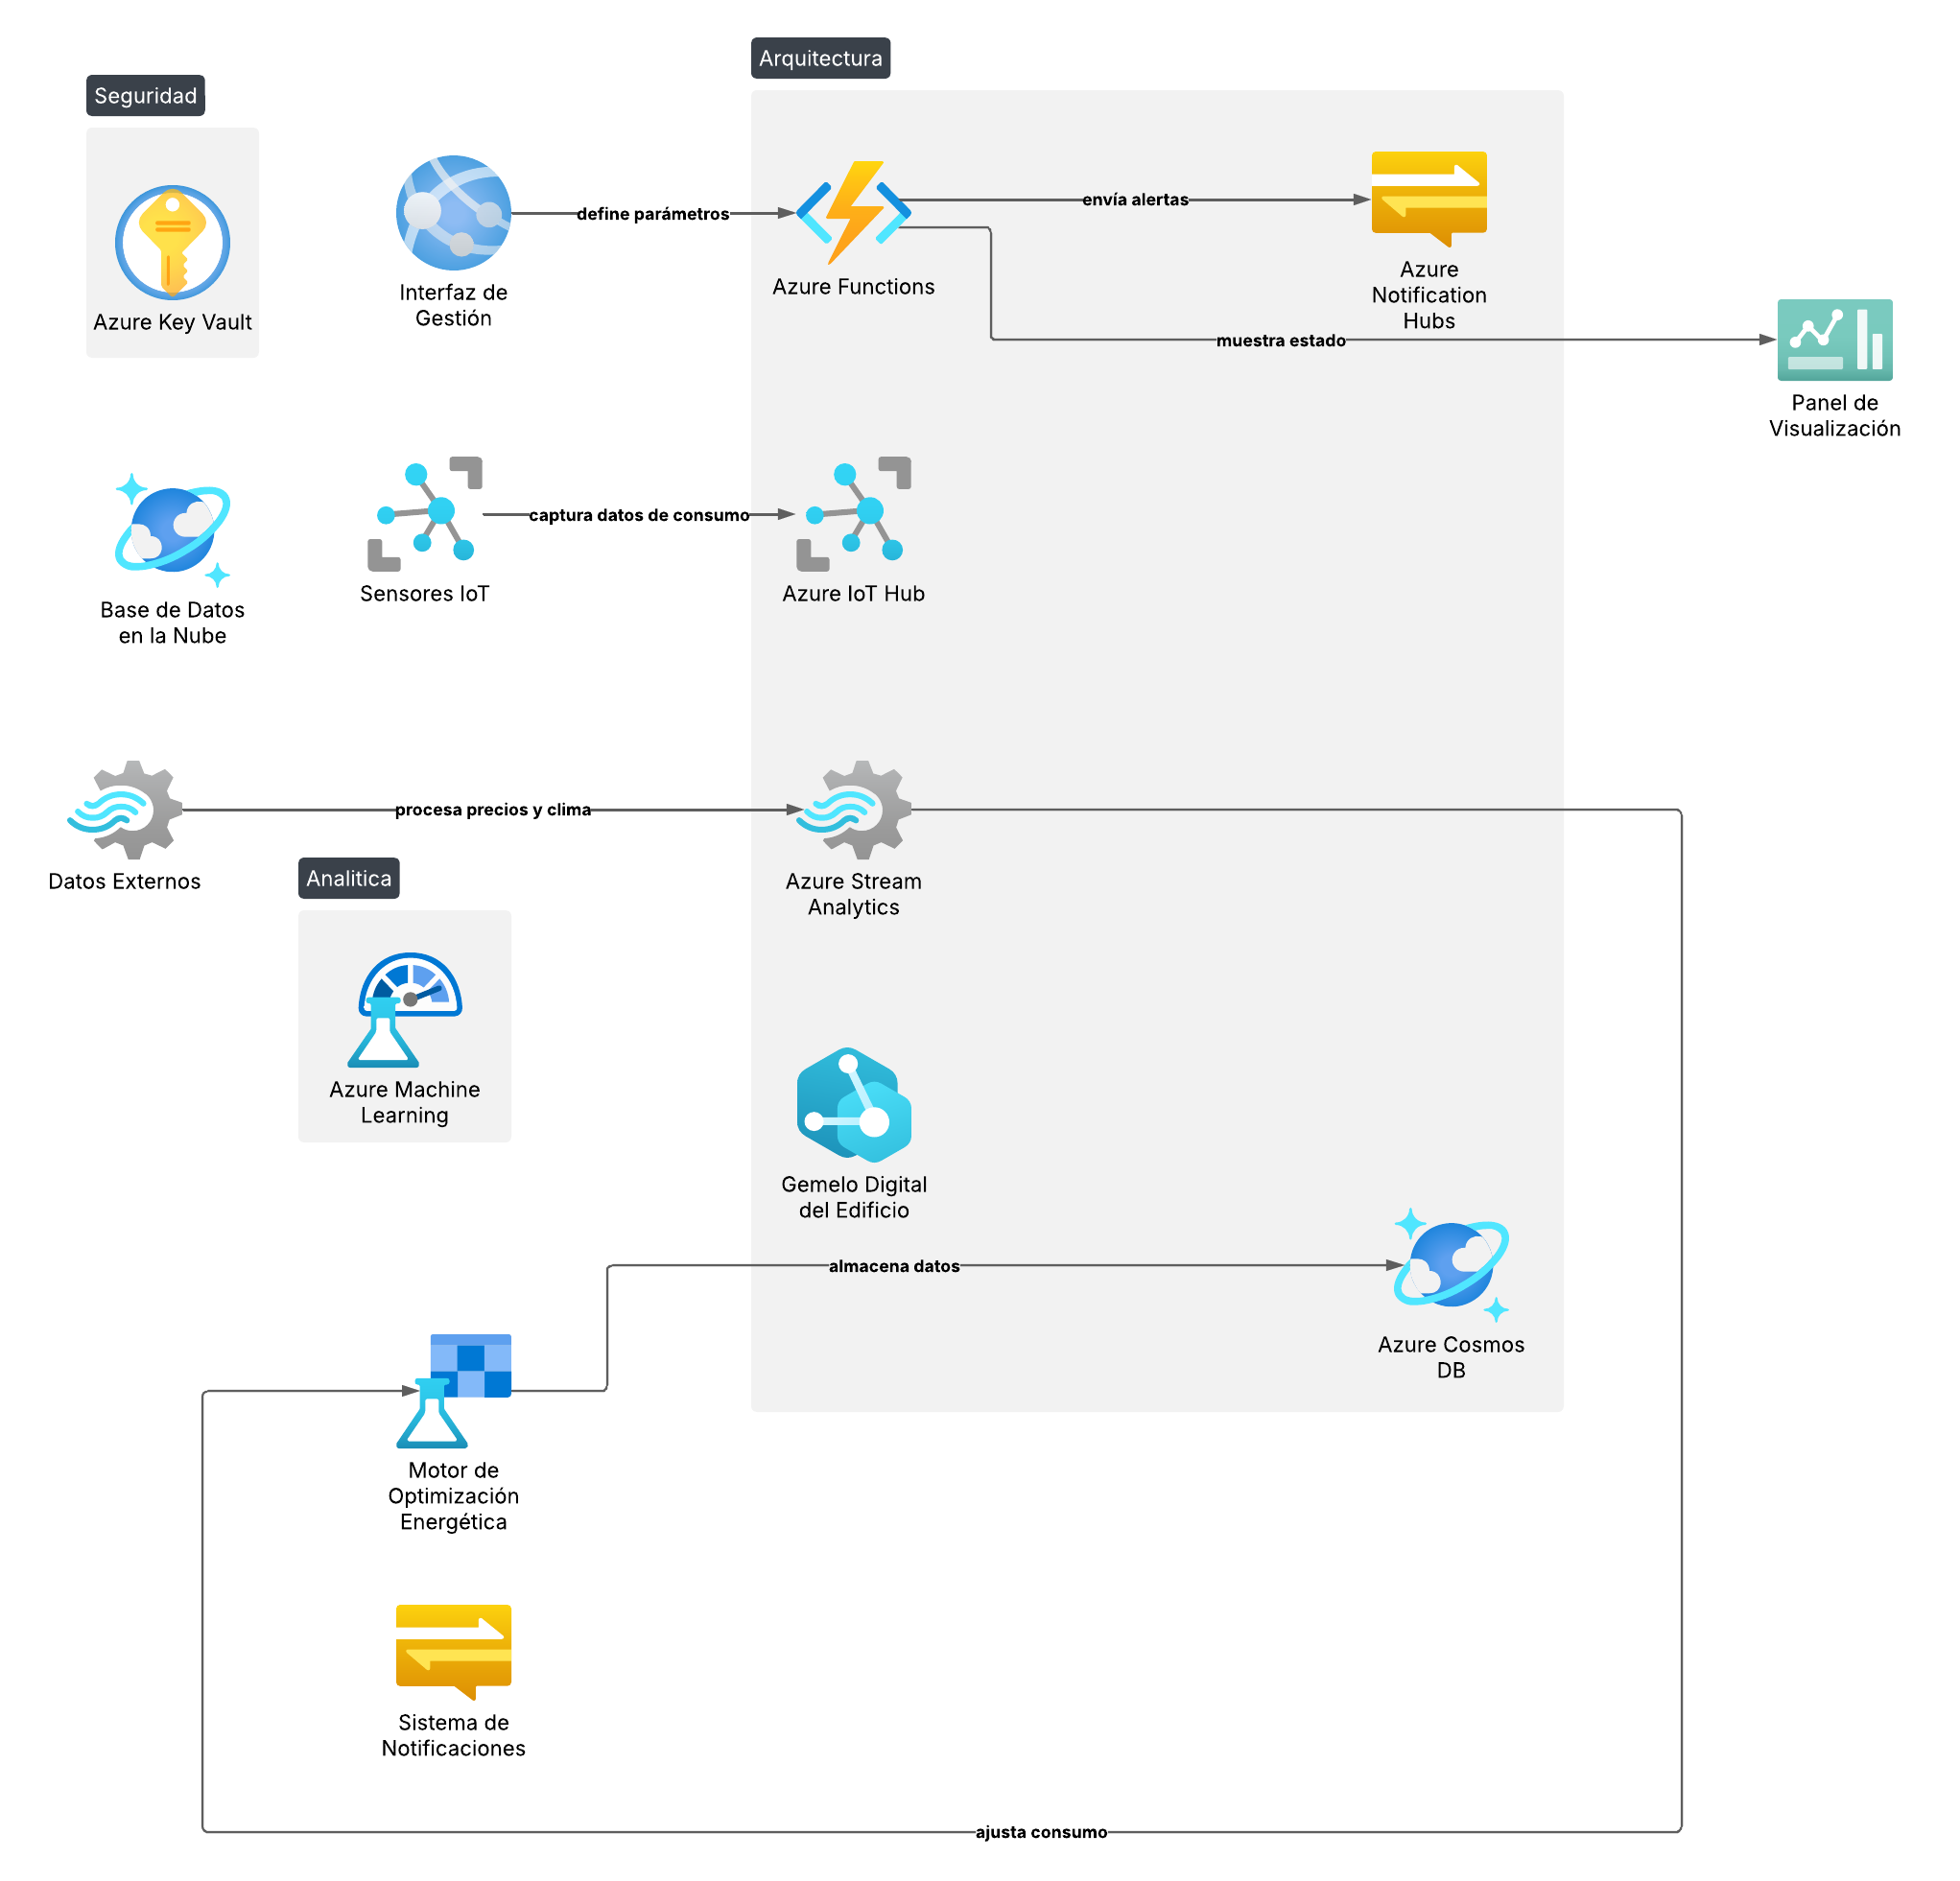 Arquitectura
Seguridad
Azure Key Vault
Interfaz de
Gestión
define parámetros
Azure Functions
envía alertas
Azure
Notification
Hubs
muestra estado
Panel de
Visualización
Base de Datos
en la Nube
Sensores IoT
captura datos de consumo
Azure IoT Hub
Datos Externos
procesa precios y clima
Azure Stream
Analytics
Analitica
Azure Machine
Learning
Gemelo Digital
del Edificio
almacena datos
Azure Cosmos
DB
Motor de
Optimización
Energética
Sistema de
Notificaciones
ajusta consumo